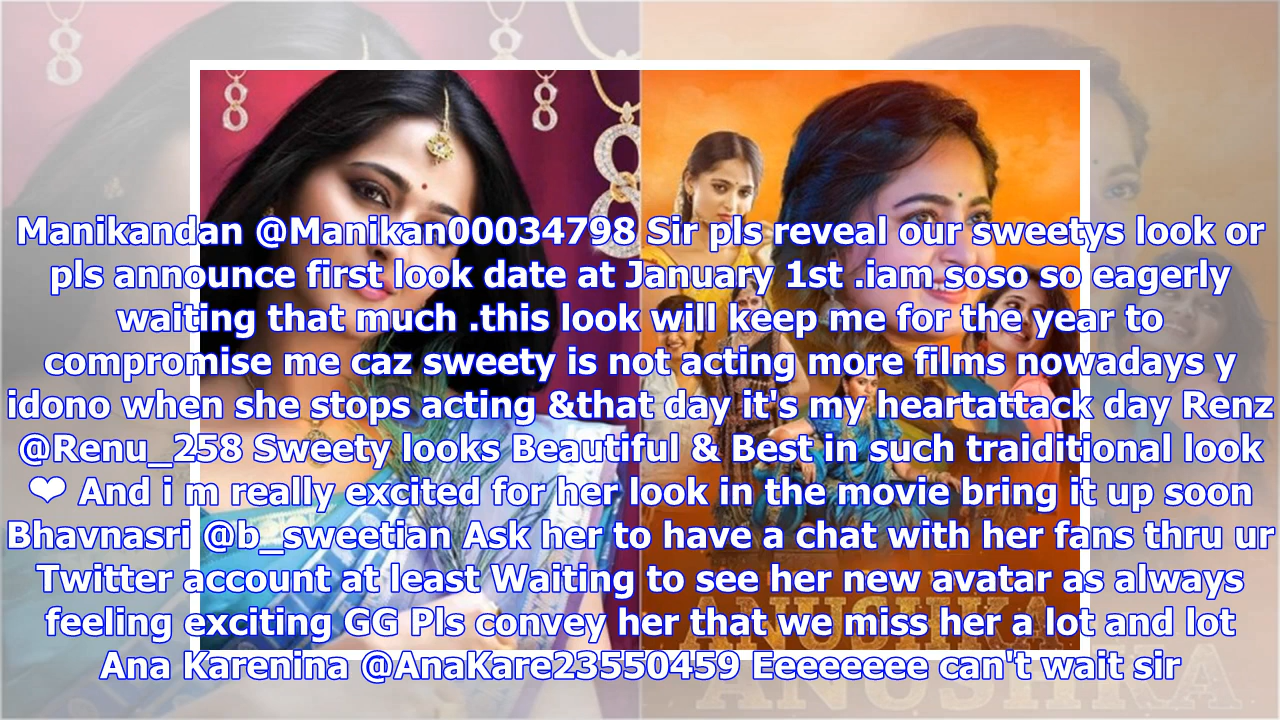 Manikandan @Manikan00034798 Sir pls reveal our sweetys look or
pls announce first look date at January 1st .iam soso so eagerly
waiting that much .this look will keep me for the year to
compromise me caz sweety is not acting more films nowadays y
idono when she stops acting &that day it's my heartattack day Renz
@Renu_258 Sweety looks Beautiful & Best in such traiditional look
❤ And i m really excited for her look in the movie bring it up soon
Bhavnasri @b_sweetian Ask her to have a chat with her fans thru ur
Twitter account at least Waiting to see her new avatar as always
feeling exciting GG Pls convey her that we miss her a lot and lot
Ana Karenina @AnaKare23550459 Eeeeeeee can't wait sir
ANUSHKA
ANUSHKA